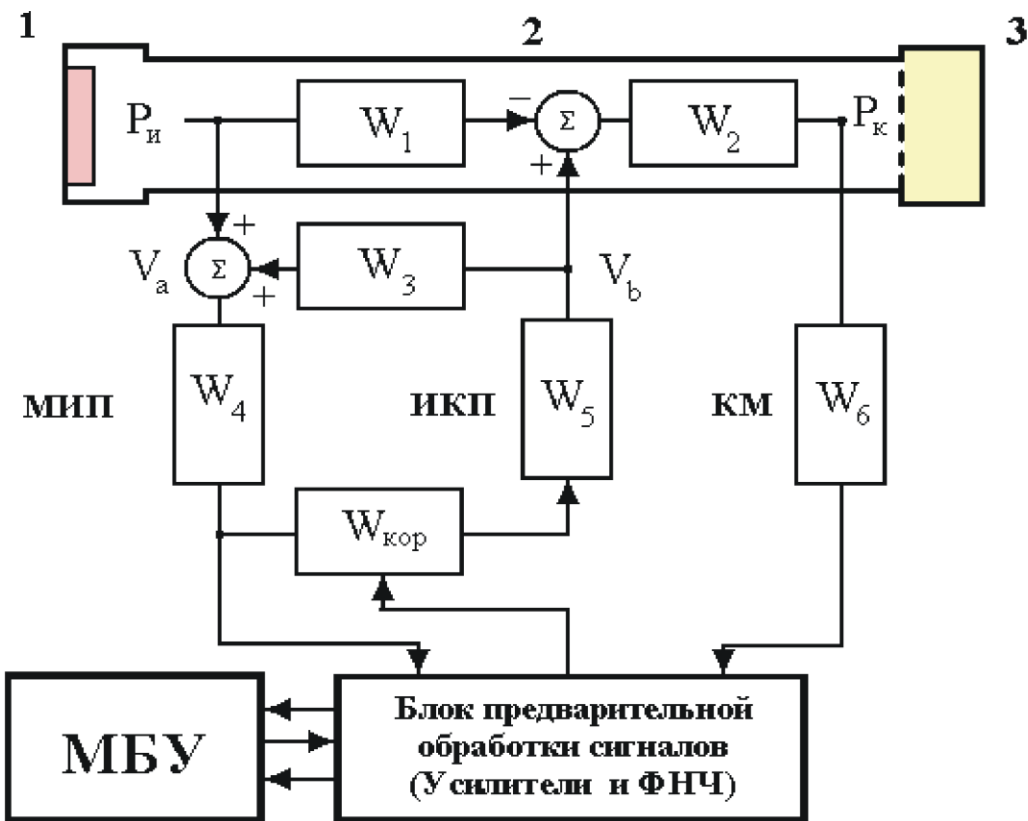 1
2
3
Pи
W1
−
Σ
W2
Pк
+
+
Va
Σ
+
W3
Vb
МИП
W4
ИКП
W5
КМ
W6
Wкор
МБУ
Блок предварительной
обработки сигналов
(Усилители и ФНЧ)